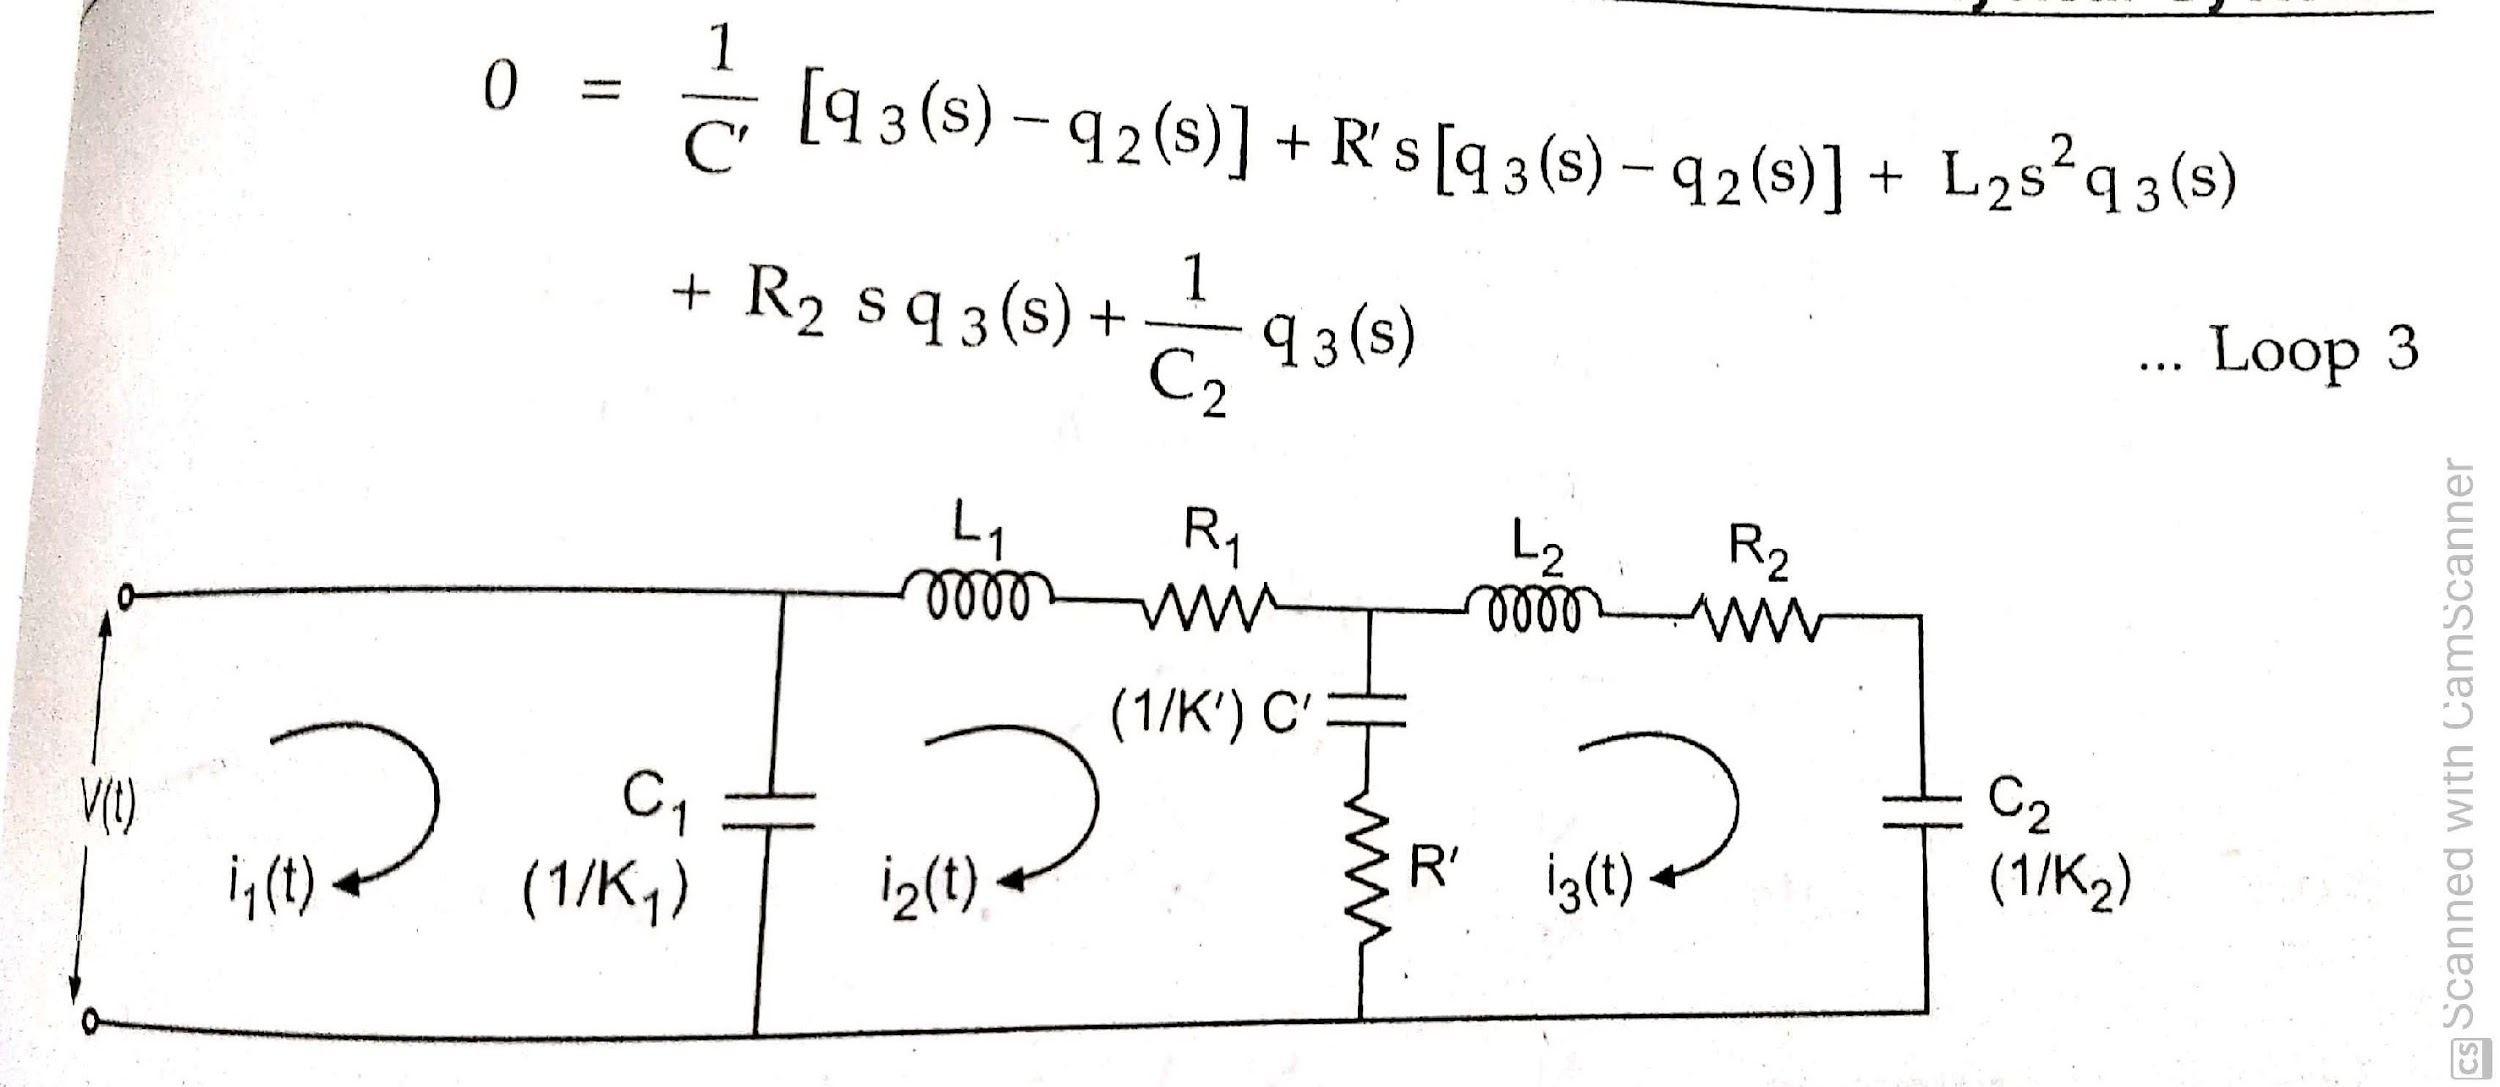 0 = 1/C' [q3(s) – q2(s)] + R' s [q3(s) – q2(s)] + L2s²q3(s)
+ R2 s q3(s) + 1/C2 q3(s)
... Loop 3
L1 R1 L2 R2
(1/K') C'
V(t)
C1
(1/K1)
i1(t)
i2(t)
R'
i3(t)
C2
(1/K2)
CS Scanned with CamScanner